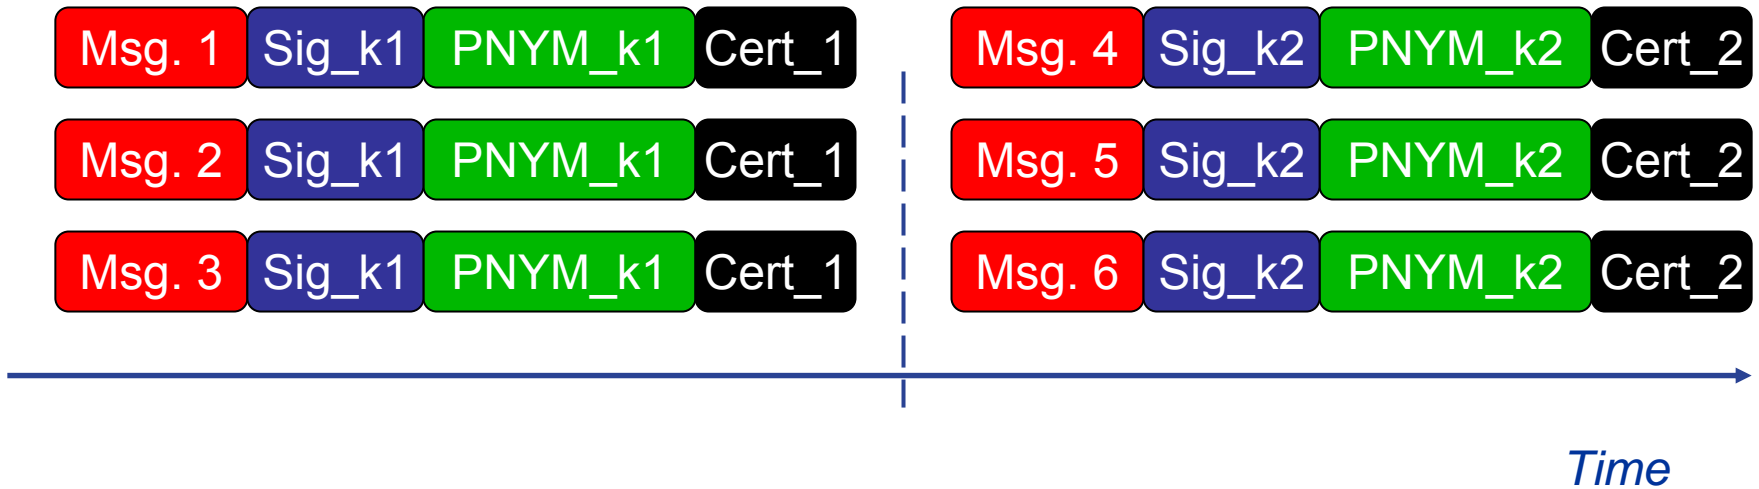 Msg. 1 Sig_k1 PNYM_k1 Cert_1 Msg. 4 Sig_k2 PNYM_k2 Cert_2
Msg. 2 Sig_k1 PNYM_k1 Cert_1 Msg. 5 Sig_k2 PNYM_k2 Cert_2
Msg. 3 Sig_k1 PNYM_k1 Cert_1 Msg. 6 Sig_k2 PNYM_k2 Cert_2
Time